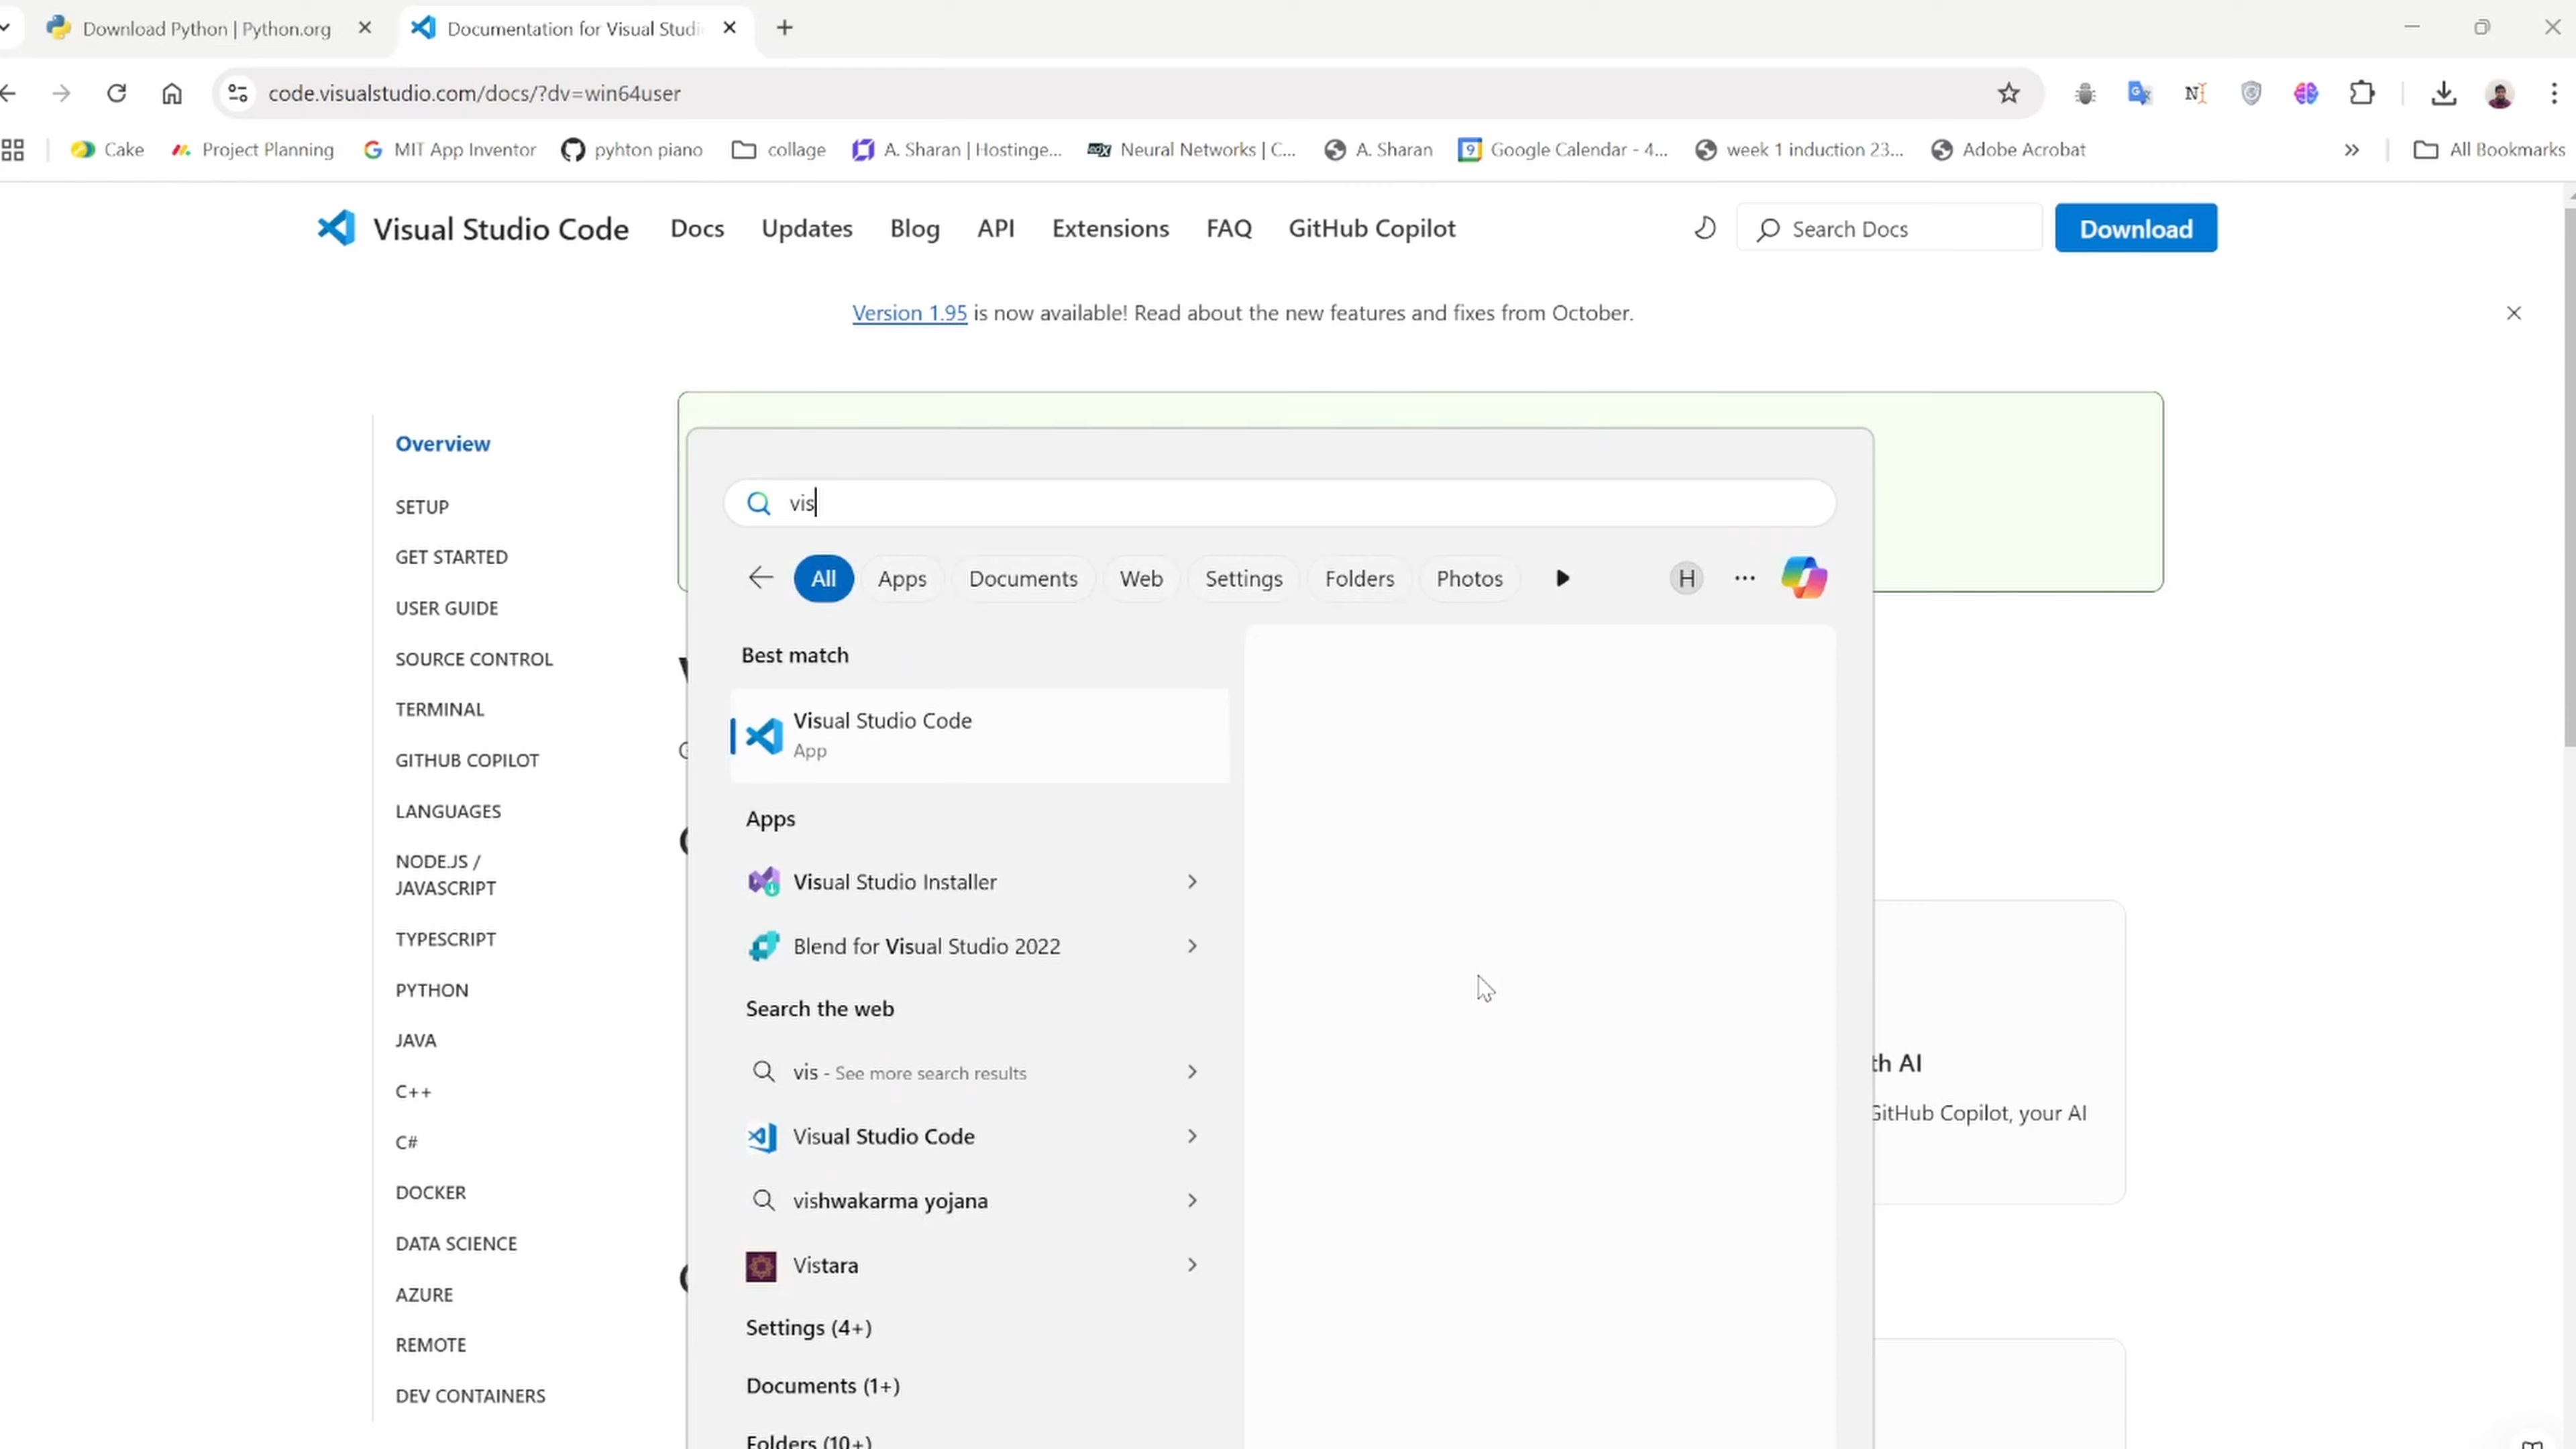 Download Python | Python.org
Documentation for Visual Studi
code.visualstudio.com/docs/?dv=win64user
Cake
Project Planning
MIT App Inventor
pyhton piano
collage
A. Sharan | Hostinge...
Neural Networks | C...
A. Sharan
Google Calendar - 4...
week 1 induction 23...
Adobe Acrobat
All Bookmarks
Visual Studio Code
Docs
Updates
Blog
API
Extensions
FAQ
GitHub Copilot
Search Docs
Download
Version 1.95 is now available! Read about the new features and fixes from October.
Overview
SETUP
GET STARTED
USER GUIDE
SOURCE CONTROL
TERMINAL
GITHUB COPILOT
LANGUAGES
NODE.JS /
JAVASCRIPT
TYPESCRIPT
PYTHON
JAVA
C++
C#
DOCKER
DATA SCIENCE
AZURE
REMOTE
DEV CONTAINERS
vis
All
Apps
Documents
Web
Settings
Folders
Photos
H
Best match
Visual Studio Code
App
Apps
Visual Studio Installer
Blend for Visual Studio 2022
Search the web
vis - See more search results
Visual Studio Code
vishwakarma yojana
Vistara
Settings (4+)
Documents (1+)
Folders (10+)
th AI
GitHub Copilot, your AI